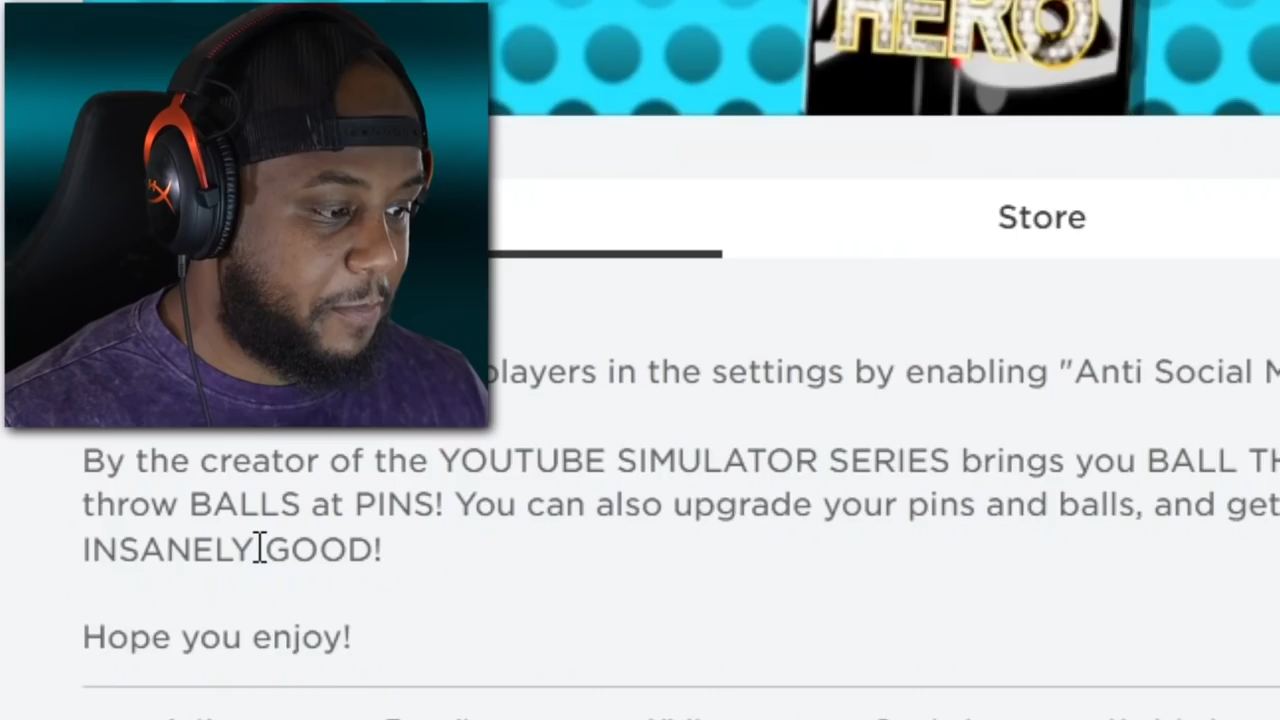 HERO
Store
players in the settings by enabling "Anti Social
By the creator of the YOUTUBE SIMULATOR SERIES brings you BALL
throw BALLS at PINS! You can also upgrade your pins and balls, and get
INSANELY GOOD!
Hope you enjoy!